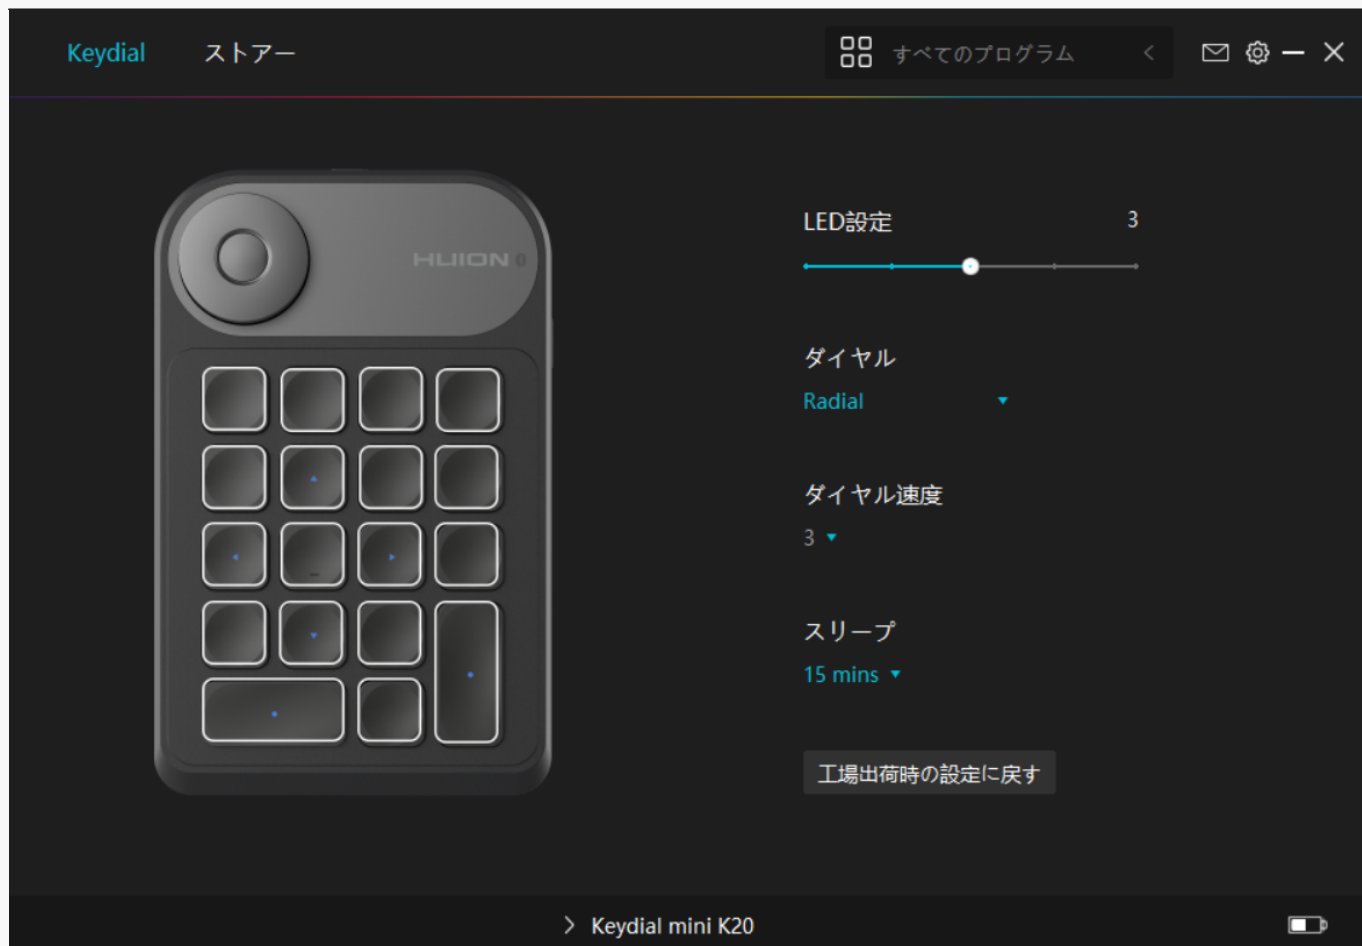 Keydial ストアー すべてのプログラム
HUION
LED設定 3
ダイヤル
Radial
ダイヤル速度
3
スリープ
15 mins
工場出荷時の設定に戻す
Keydial mini K20